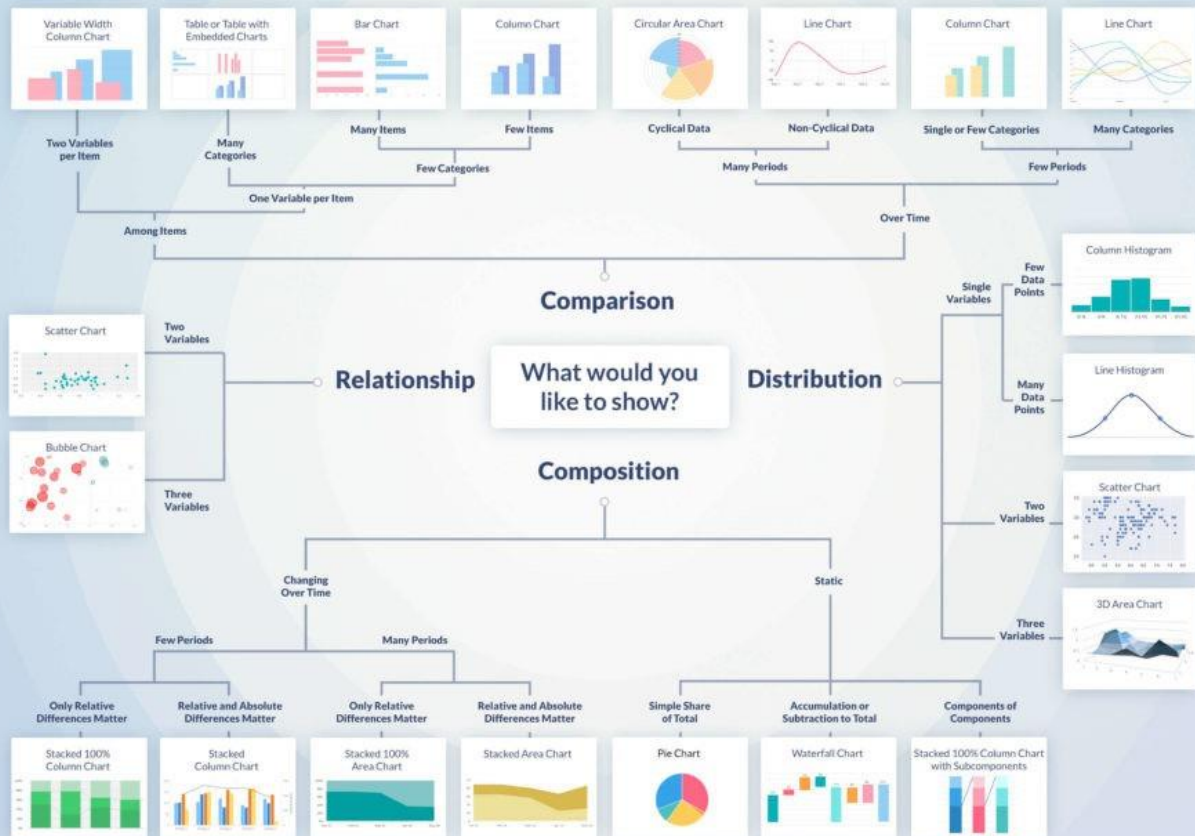 Variable Width
Column Chart
Table or Table with
Embedded Charts
Bar Chart
Column Chart
Circular Area Chart
Line Chart
Column Chart
Line Chart
Two Variables
per Item
Many
Categories
Many Items
Few Items
Cyclical Data
Non-Cyclical Data
Single or Few Categories
Many Categories
Few Categories
Many Periods
Few Periods
One Variable per Item
Among Items
Over Time
Comparison
Single
Variables
Few
Data
Points
Column Histogram
Scatter Chart
Two
Variables
Relationship
What would you
like to show?
Distribution
Many
Data
Points
Line Histogram
Bubble Chart
Three
Variables
Composition
Two
Variables
Scatter Chart
Changing
Over Time
Static
Three
Variables
3D Area Chart
Few Periods
Many Periods
Only Relative
Differences Matter
Relative and Absolute
Differences Matter
Only Relative
Differences Matter
Relative and Absolute
Differences Matter
Simple Share
of Total
Accumulation or
Subtraction to Total
Components of
Components
Stacked 100%
Column Chart
Stacked
Column Chart
Stacked 100%
Area Chart
Stacked Area Chart
Pie Chart
Waterfall Chart
Stacked 100% Column Chart
with Subcomponents